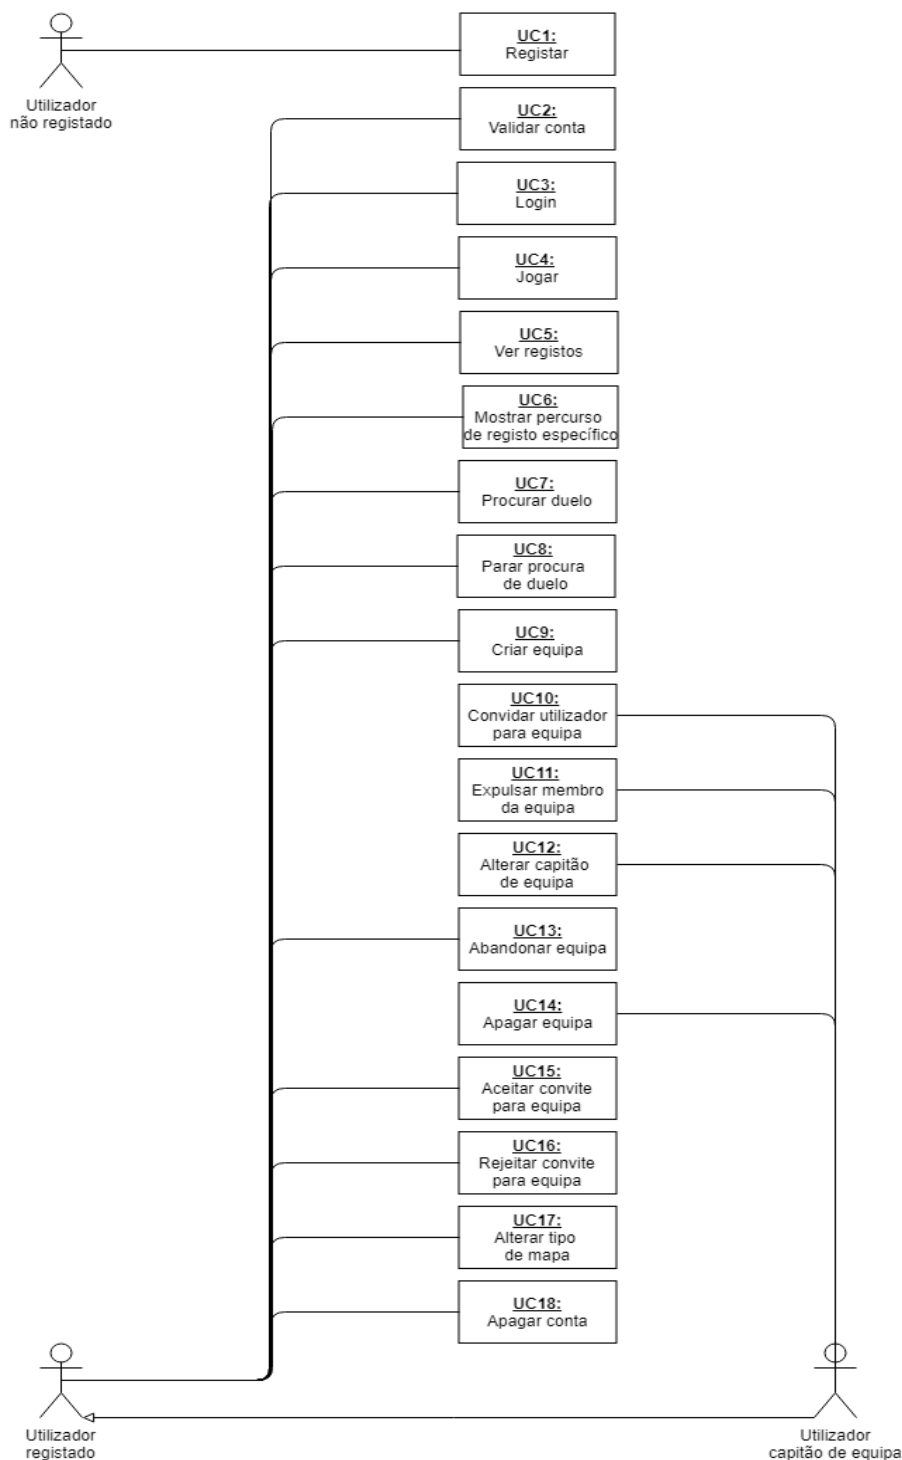 UC1:
Registar
Utilizador
não registado
UC2:
Validar conta
UC3:
Login
UC4:
Jogar
UC5:
Ver registos
UC6:
Mostrar percurso
de registo específico
UC7:
Procurar duelo
UC8:
Parar procura
de duelo
UC9:
Criar equipa
UC10:
Convidar utilizador
para equipa
UC11:
Expulsar membro
da equipa
UC12:
Alterar capitão
de equipa
UC13:
Abandonar equipa
UC14:
Apagar equipa
UC15:
Aceitar convite
para equipa
UC16:
Rejeitar convite
para equipa
UC17:
Alterar tipo
de mapa
UC18:
Apagar conta
Utilizador
registado
Utilizador
capitão de equipa